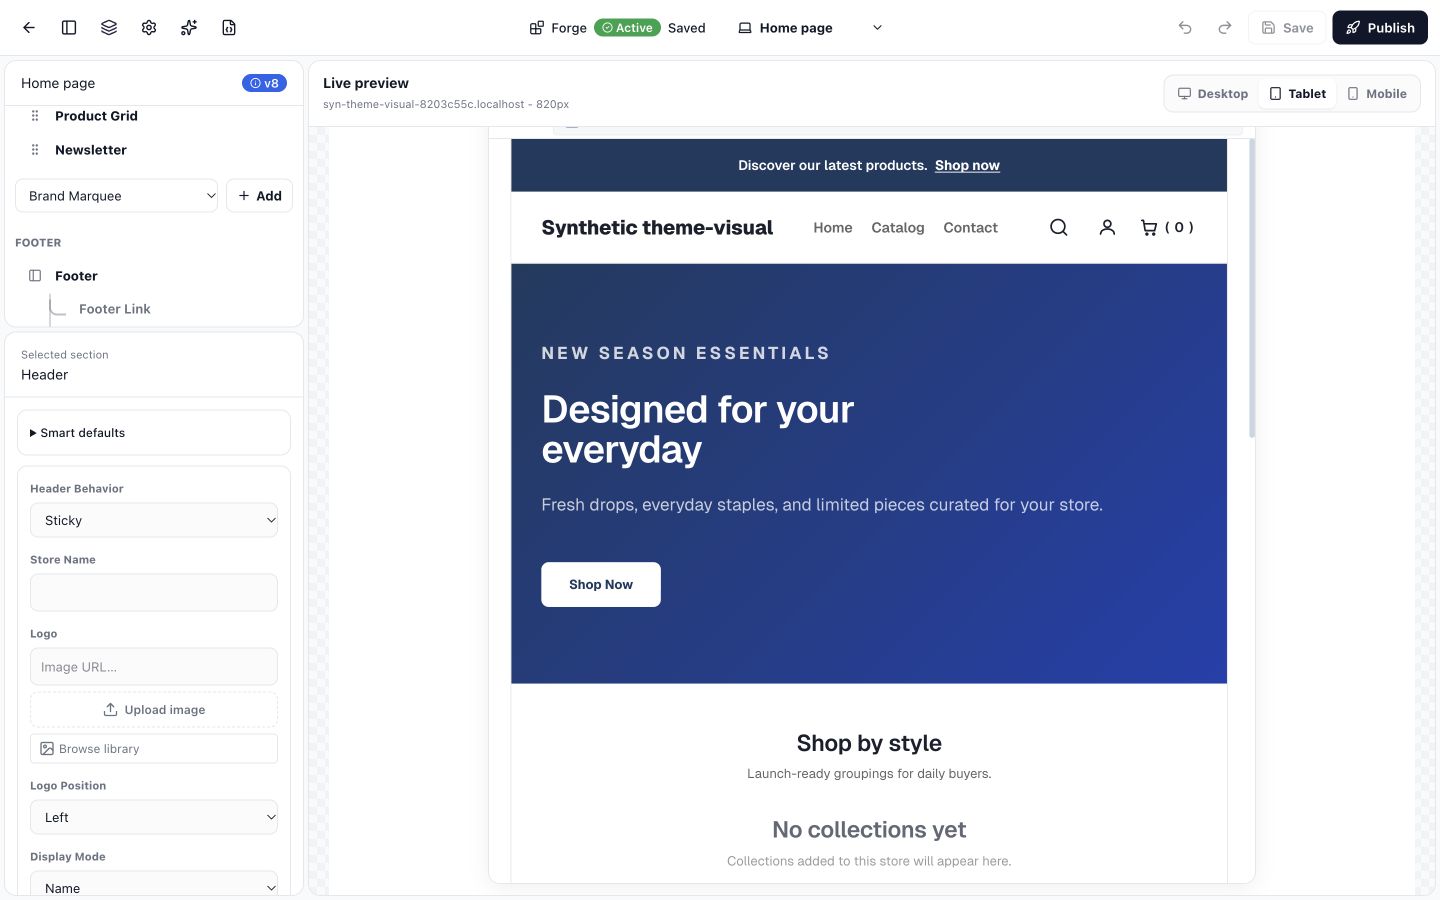 Forge
Active
Saved
Home page
Save
Publish
Home page
v8
Product Grid
Newsletter
Brand Marquee
Add
FOOTER
Footer
Footer Link
Selected section
Header
Smart defaults
Header Behavior
Sticky
Store Name
Logo
Image URL...
Upload image
Browse library
Logo Position
Left
Display Mode
Name
Live preview
syn-theme-visual-8203c55c.localhost - 820px
Desktop
Tablet
Mobile
Discover our latest products. Shop now
Synthetic theme-visual
Home
Catalog
Contact
( 0 )
NEW SEASON ESSENTIALS
Designed for your
everyday
Fresh drops, everyday staples, and limited pieces curated for your store.
Shop Now
Shop by style
Launch-ready groupings for daily buyers.
No collections yet
Collections added to this store will appear here.